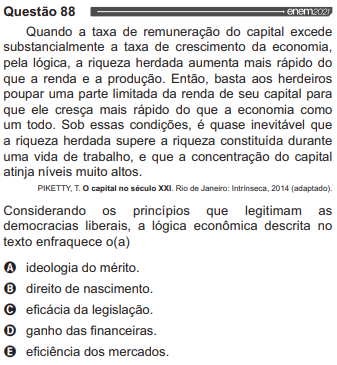 Questão 88 enem2021
Quando a taxa de remuneração do capital excede
substancialmente a taxa de crescimento da economia,
pela lógica, a riqueza herdada aumenta mais rápido do
que a renda e a produção. Então, basta aos herdeiros
poupar uma parte limitada da renda de seu capital para
que ele cresça mais rápido do que a economia como
um todo. Sob essas condições, é quase inevitável que
a riqueza herdada supere a riqueza constituída durante
uma vida de trabalho, e que a concentração do capital
atinja níveis muito altos.
PIKETTY, T. O capital no século XXI. Rio de Janeiro: Intrínseca, 2014 (adaptado).
Considerando os princípios que legitimam as
democracias liberais, a lógica econômica descrita no
texto enfraquece o(a)
A ideologia do mérito.
B direito de nascimento.
C eficácia da legislação.
D ganho das financeiras.
E eficiência dos mercados.